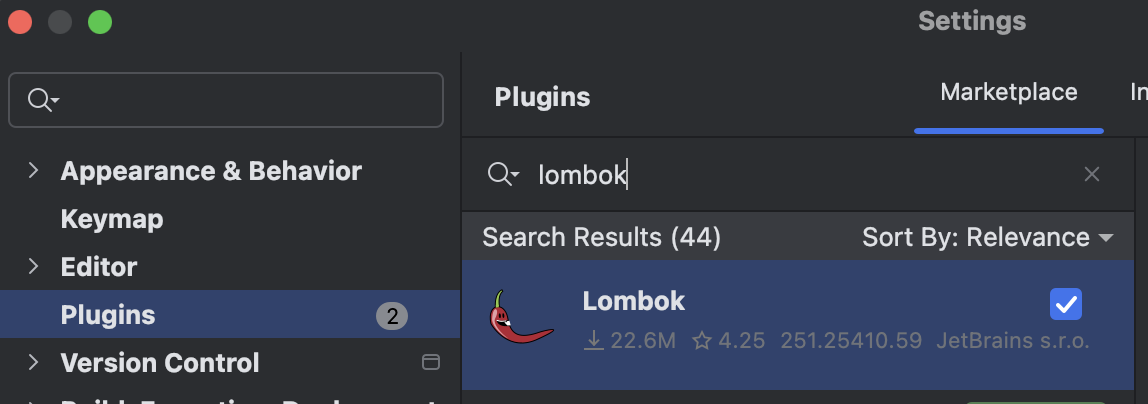 Settings
Plugins
Marketplace
lombok
Appearance & Behavior
Keymap
Search Results (44)
Sort By: Relevance
Editor
Plugins
2
Lombok
22.6M
4.25
251.25410.59
JetBrains s.r.o.
Version Control